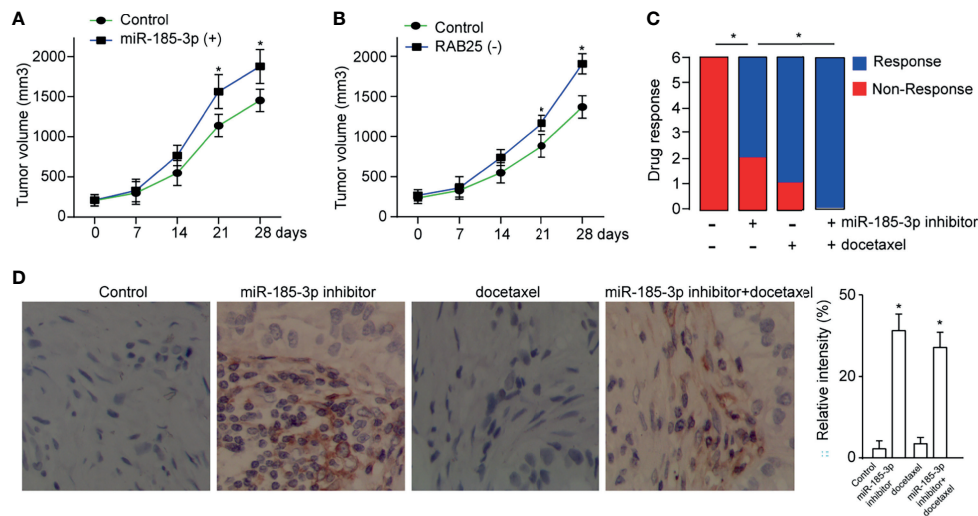 A
Control
miR-185-3p (+)
Tumor volume (mm3)
2000
1500
1000
500
0
*
*
0 7 14 21 28 days
B
Control
RAB25 (-)
Tumor volume (mm3)
2000
1500
1000
500
0
*
*
0 7 14 21 28 days
C
* *
Response
Non-Response
Drug response
6
5
4
3
2
1
0
- + - + miR-185-3p inhibitor
- - + + docetaxel
D
Control
miR-185-3p inhibitor
docetaxel
miR-185-3p inhibitor+docetaxel
Relative intensity (%)
50
20
0
*
*
Control
miR-185-3p
inhibitor
docetaxel
miR-185-3p
inhibitor+
docetaxel